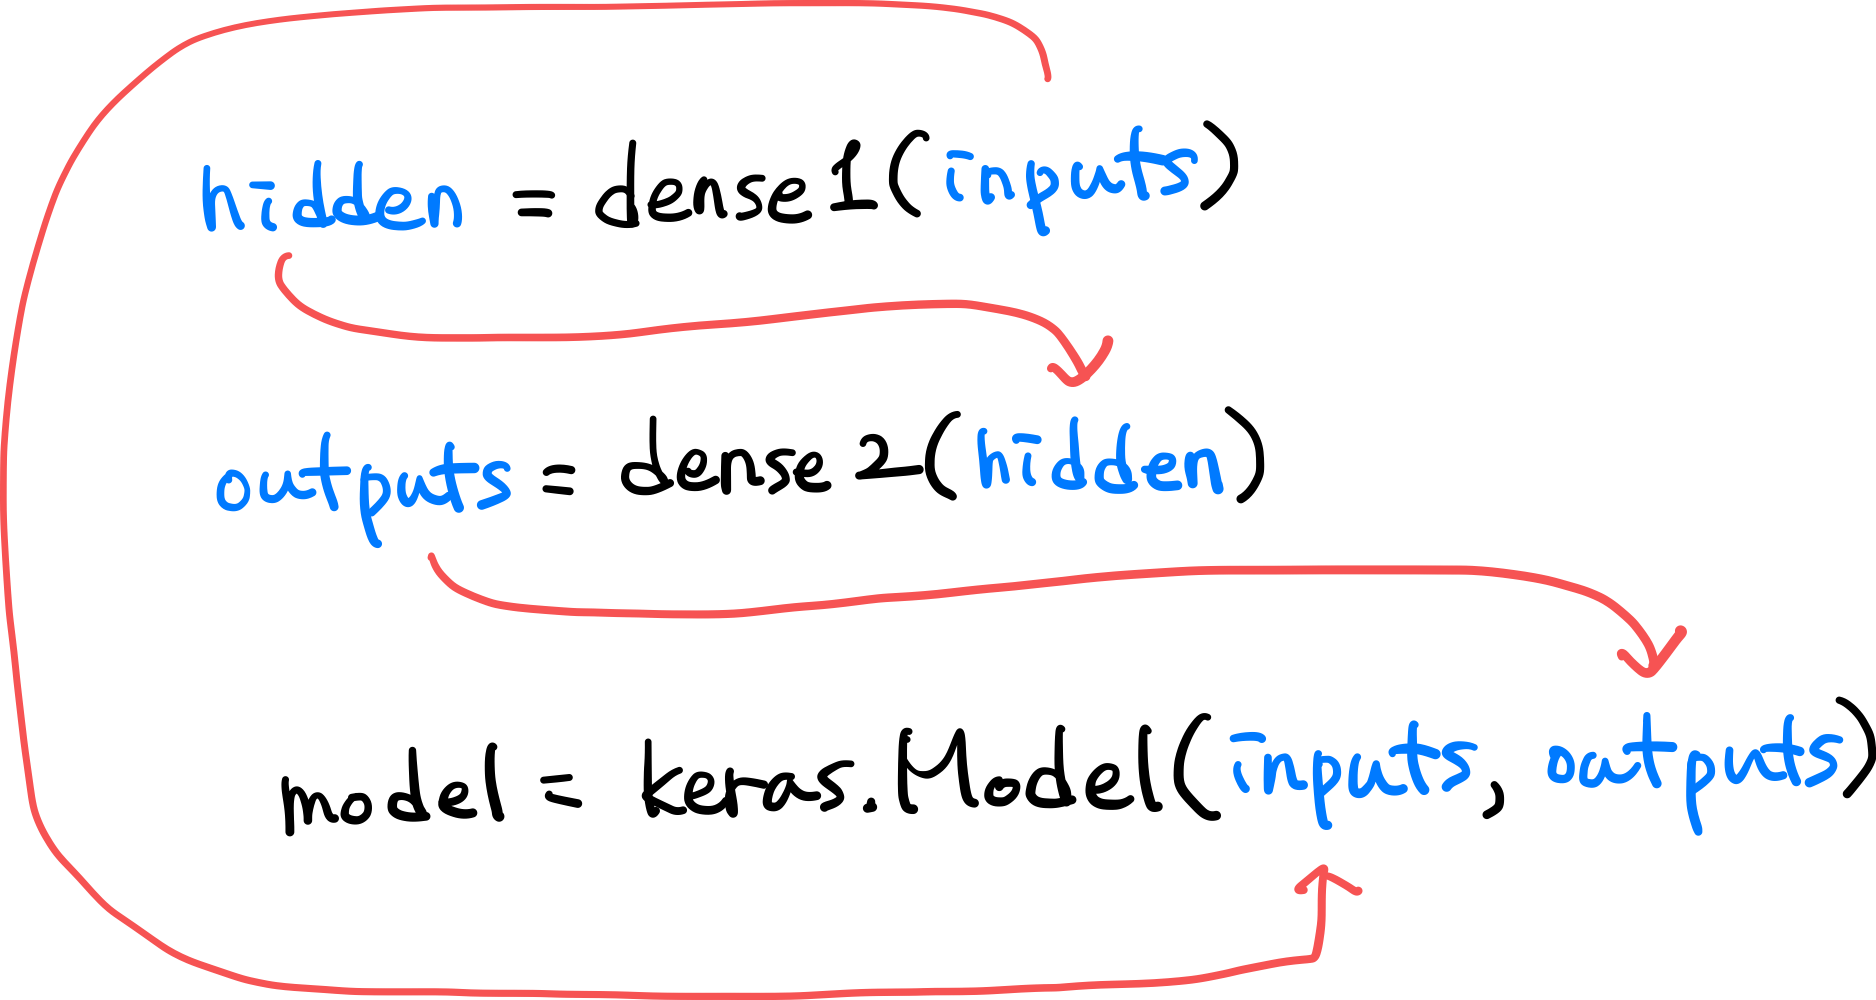 hidden = dense1(inputs)
outputs = dense2(hidden)
model = keras.Model(inputs, outputs)